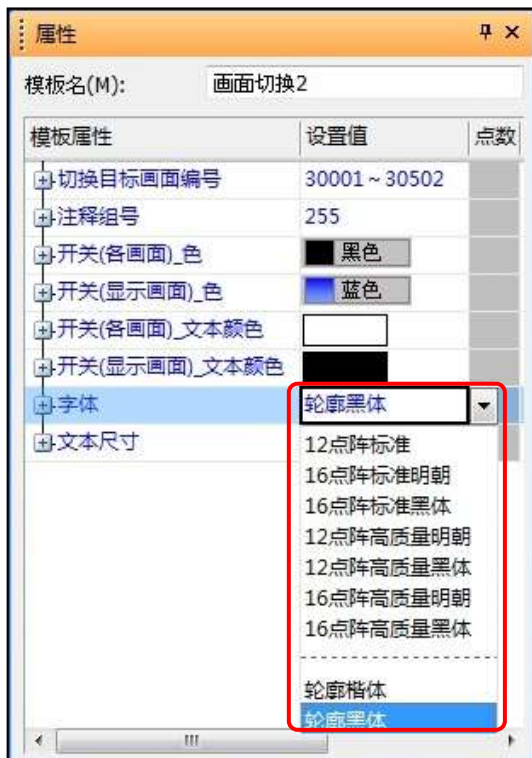 属性
模板名(M): 画面切换2
模板属性 设置值 点数
切换目标画面编号 30001～30502
注释组号 255
开关(各画面)_色 黑色
开关(显示画面)_色 蓝色
开关(各画面)_文本颜色
开关(显示画面)_文本颜色
字体 轮廓黑体
文本尺寸
12点阵标准
16点阵标准明朝
16点阵标准黑体
12点阵高质量明朝
12点阵高质量黑体
16点阵高质量明朝
16点阵高质量黑体
轮廓楷体
轮廓黑体